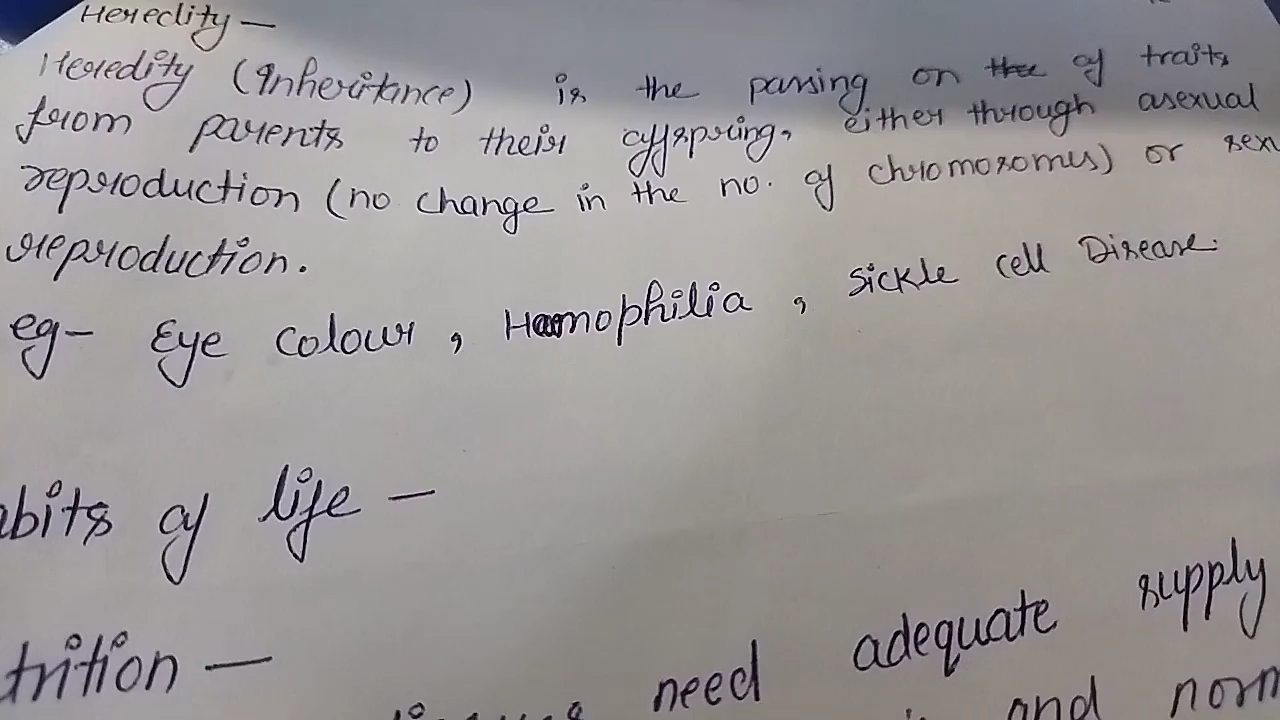 Heredity —
Heredity (Inheritance) is the passing on the of traits
from parents to their offspring, either through asexual
reproduction (no change in the no. of chromosomes) or sex
reproduction.
eg- Eye colour, Haemophilia, Sickle cell Disease.
abits of life —
trition —
need adequate supply
and norm